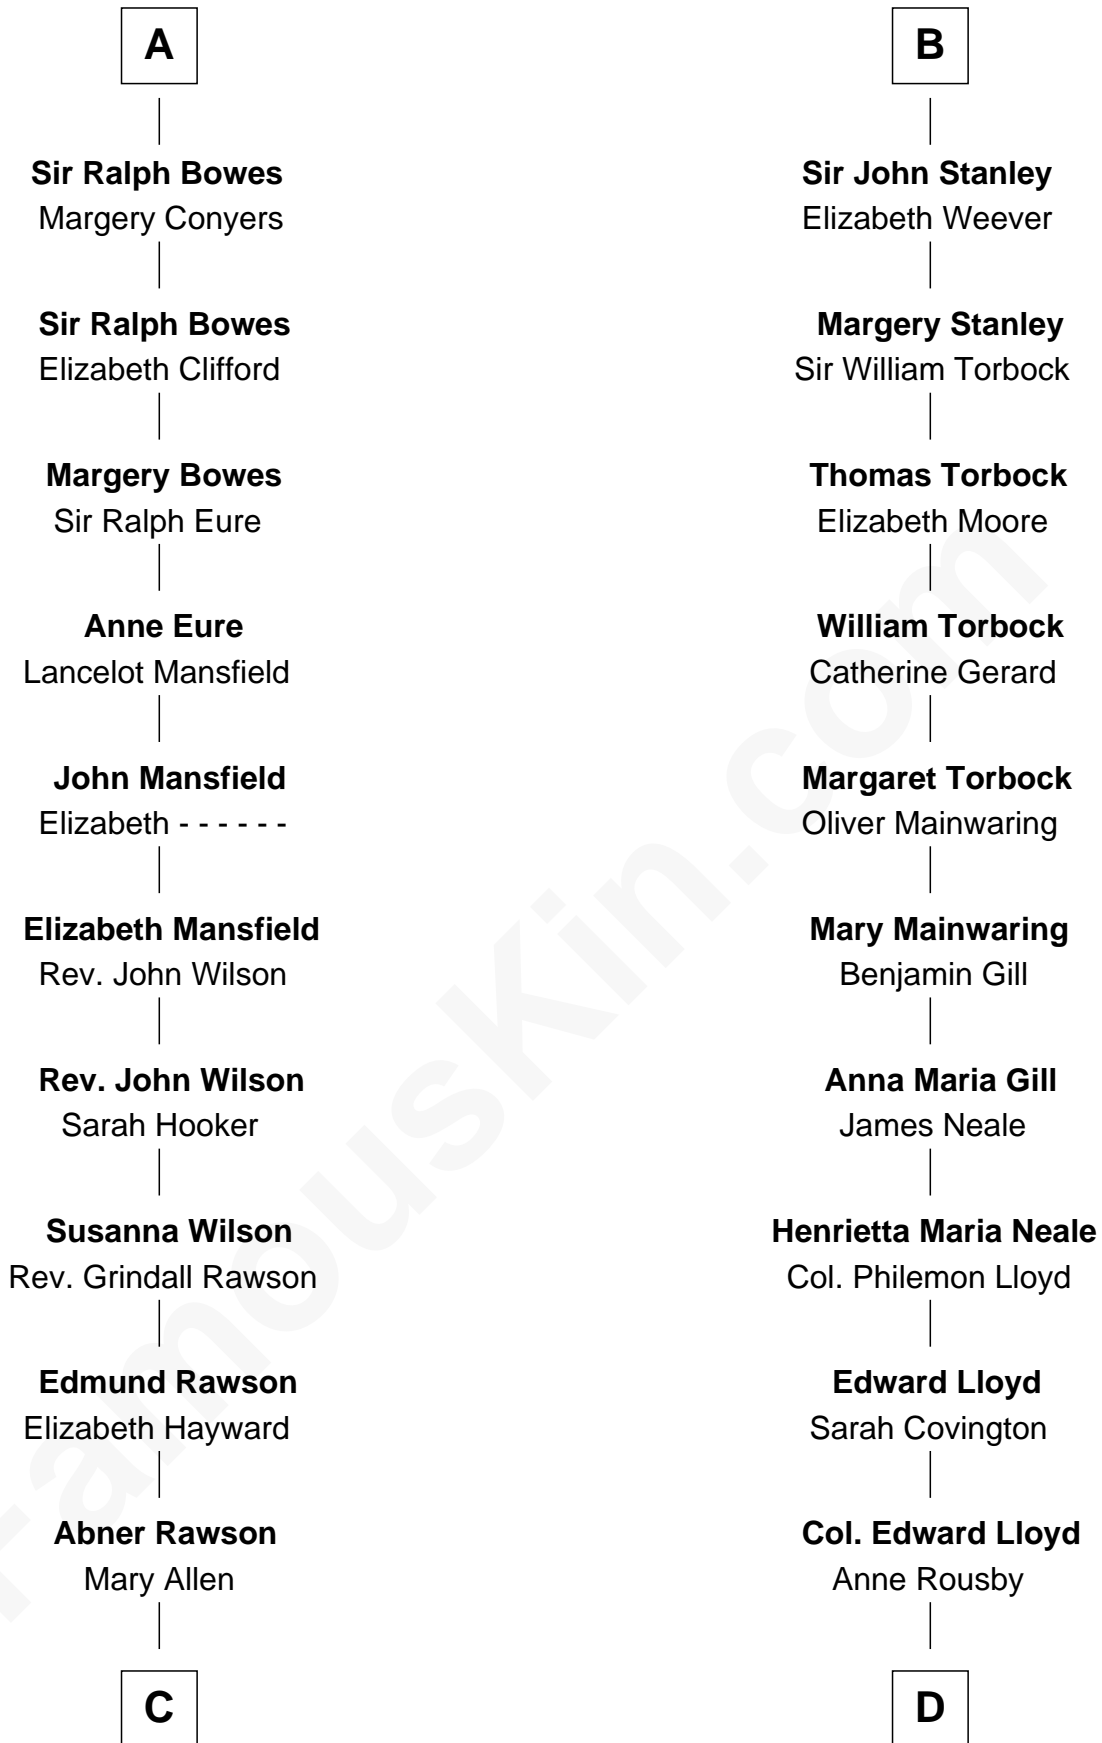 A
Sir Ralph Bowes
Margery Conyers
Sir Ralph Bowes
Elizabeth Clifford
Margery Bowes
Sir Ralph Eure
Anne Eure
Lancelot Mansfield
John Mansfield
Elizabeth - - - - - -
Elizabeth Mansfield
Rev. John Wilson
Rev. John Wilson
Sarah Hooker
Susanna Wilson
Rev. Grindall Rawson
Edmund Rawson
Elizabeth Hayward
Abner Rawson
Mary Allen
C
B
Sir John Stanley
Elizabeth Weever
Margery Stanley
Sir William Torbock
Thomas Torbock
Elizabeth Moore
William Torbock
Catherine Gerard
Margaret Torbock
Oliver Mainwaring
Mary Mainwaring
Benjamin Gill
Anna Maria Gill
James Neale
Henrietta Maria Neale
Col. Philemon Lloyd
Edward Lloyd
Sarah Covington
Col. Edward Lloyd
Anne Rousby
D
FamousKin.com